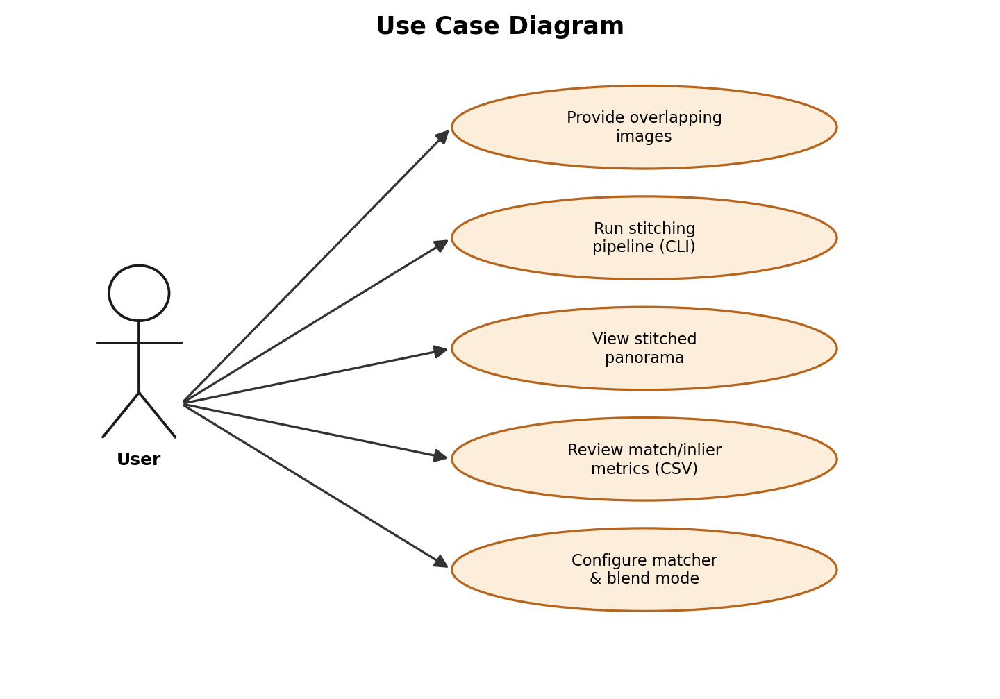 Use Case Diagram
Provide overlapping
images
Run stitching
pipeline (CLI)
View stitched
panorama
User
Review match/inlier
metrics (CSV)
Configure matcher
& blend mode